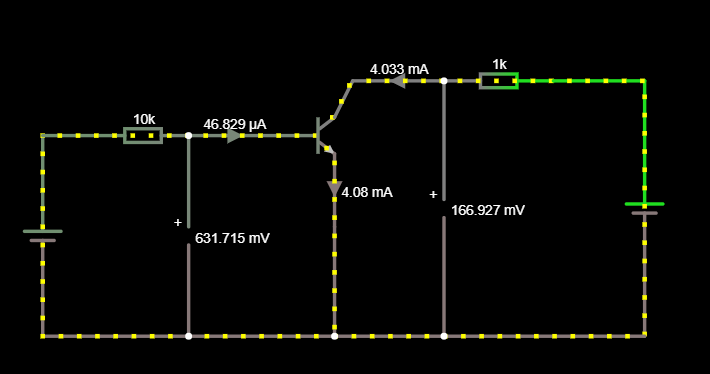 4.033 mA
1k
10k
46.829 µA
4.08 mA
+
166.927 mV
+
631.715 mV